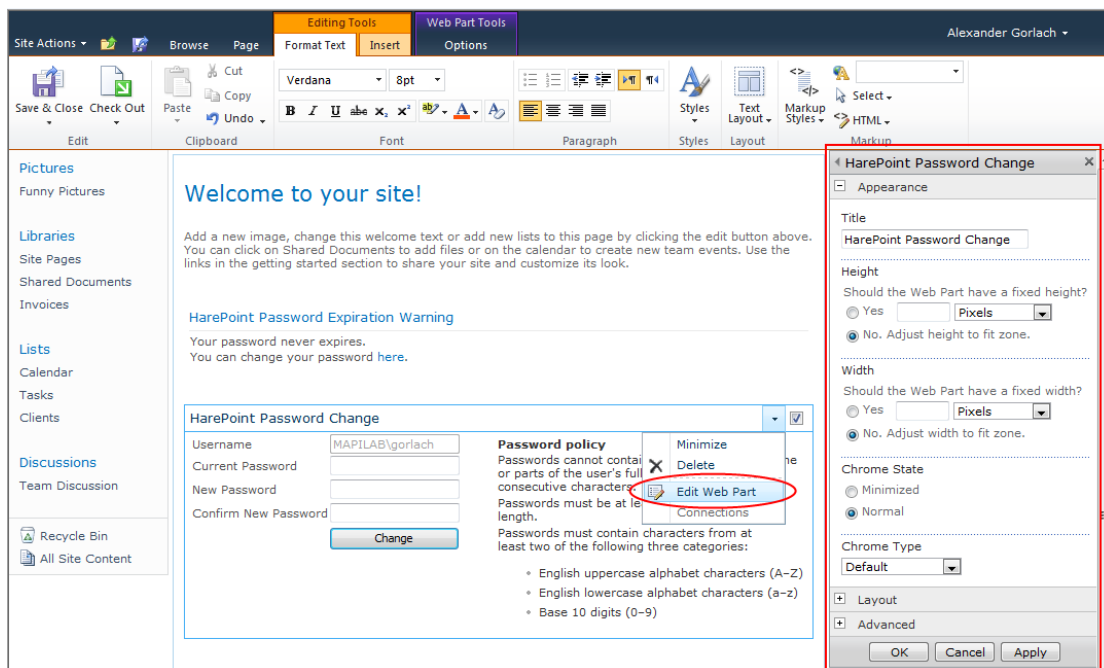 Editing Tools
Web Part Tools
Alexander Gorlach
Site Actions
Browse
Page
Format Text
Insert
Options
Save & Close
Check Out
Paste
Cut
Copy
Undo
Verdana
8pt
B I U abc x₂ x²
A
Styles
Text Layout
Markup Styles
Select
HTML
Edit
Clipboard
Font
Paragraph
Styles
Layout
Markup
Pictures
Funny Pictures
Libraries
Site Pages
Shared Documents
Invoices
Lists
Calendar
Tasks
Clients
Discussions
Team Discussion
Recycle Bin
All Site Content
Welcome to your site!
Add a new image, change this welcome text or add new lists to this page by clicking the edit button above.
You can click on Shared Documents to add files or on the calendar to create new team events. Use the
links in the getting started section to share your site and customize its look.
HarePoint Password Expiration Warning
Your password never expires.
You can change your password here.
HarePoint Password Change
Username
MAPILAB\gorlach
Current Password
New Password
Confirm New Password
Change
Password policy
Passwords cannot contai
or parts of the user's full
consecutive characters.
Passwords must be at le
length.
Passwords must contain characters from at
least two of the following three categories:
English uppercase alphabet characters (A–Z)
English lowercase alphabet characters (a–z)
Base 10 digits (0–9)
Minimize
Delete
Edit Web Part
Connections
HarePoint Password Change
Appearance
Title
HarePoint Password Change
Height
Should the Web Part have a fixed height?
Yes
Pixels
No. Adjust height to fit zone.
Width
Should the Web Part have a fixed width?
Yes
Pixels
No. Adjust width to fit zone.
Chrome State
Minimized
Normal
Chrome Type
Default
Layout
Advanced
OK
Cancel
Apply